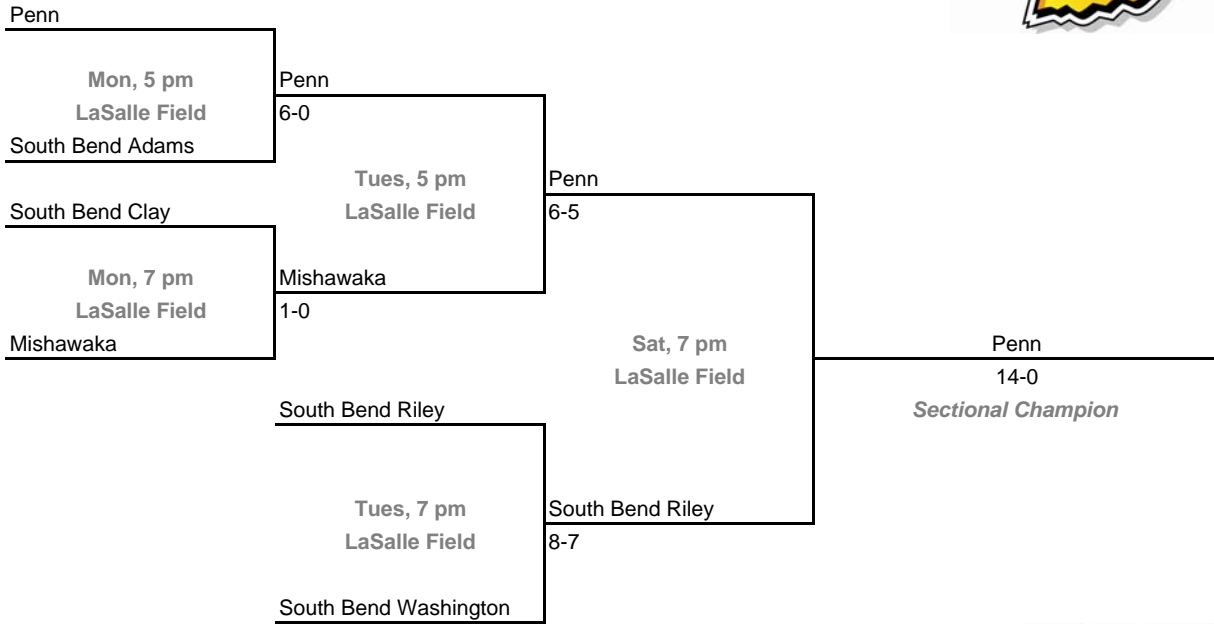 Penn
Mon, 5 pm
LaSalle Field
South Bend Adams
Penn
6-0
South Bend Clay
Mon, 7 pm
LaSalle Field
Mishawaka
Mishawaka
1-0
Tues, 5 pm
LaSalle Field
Penn
6-5
South Bend Riley
Tues, 7 pm
LaSalle Field
South Bend Washington
South Bend Riley
8-7
Sat, 7 pm
LaSalle Field
Penn
14-0
Sectional Champion